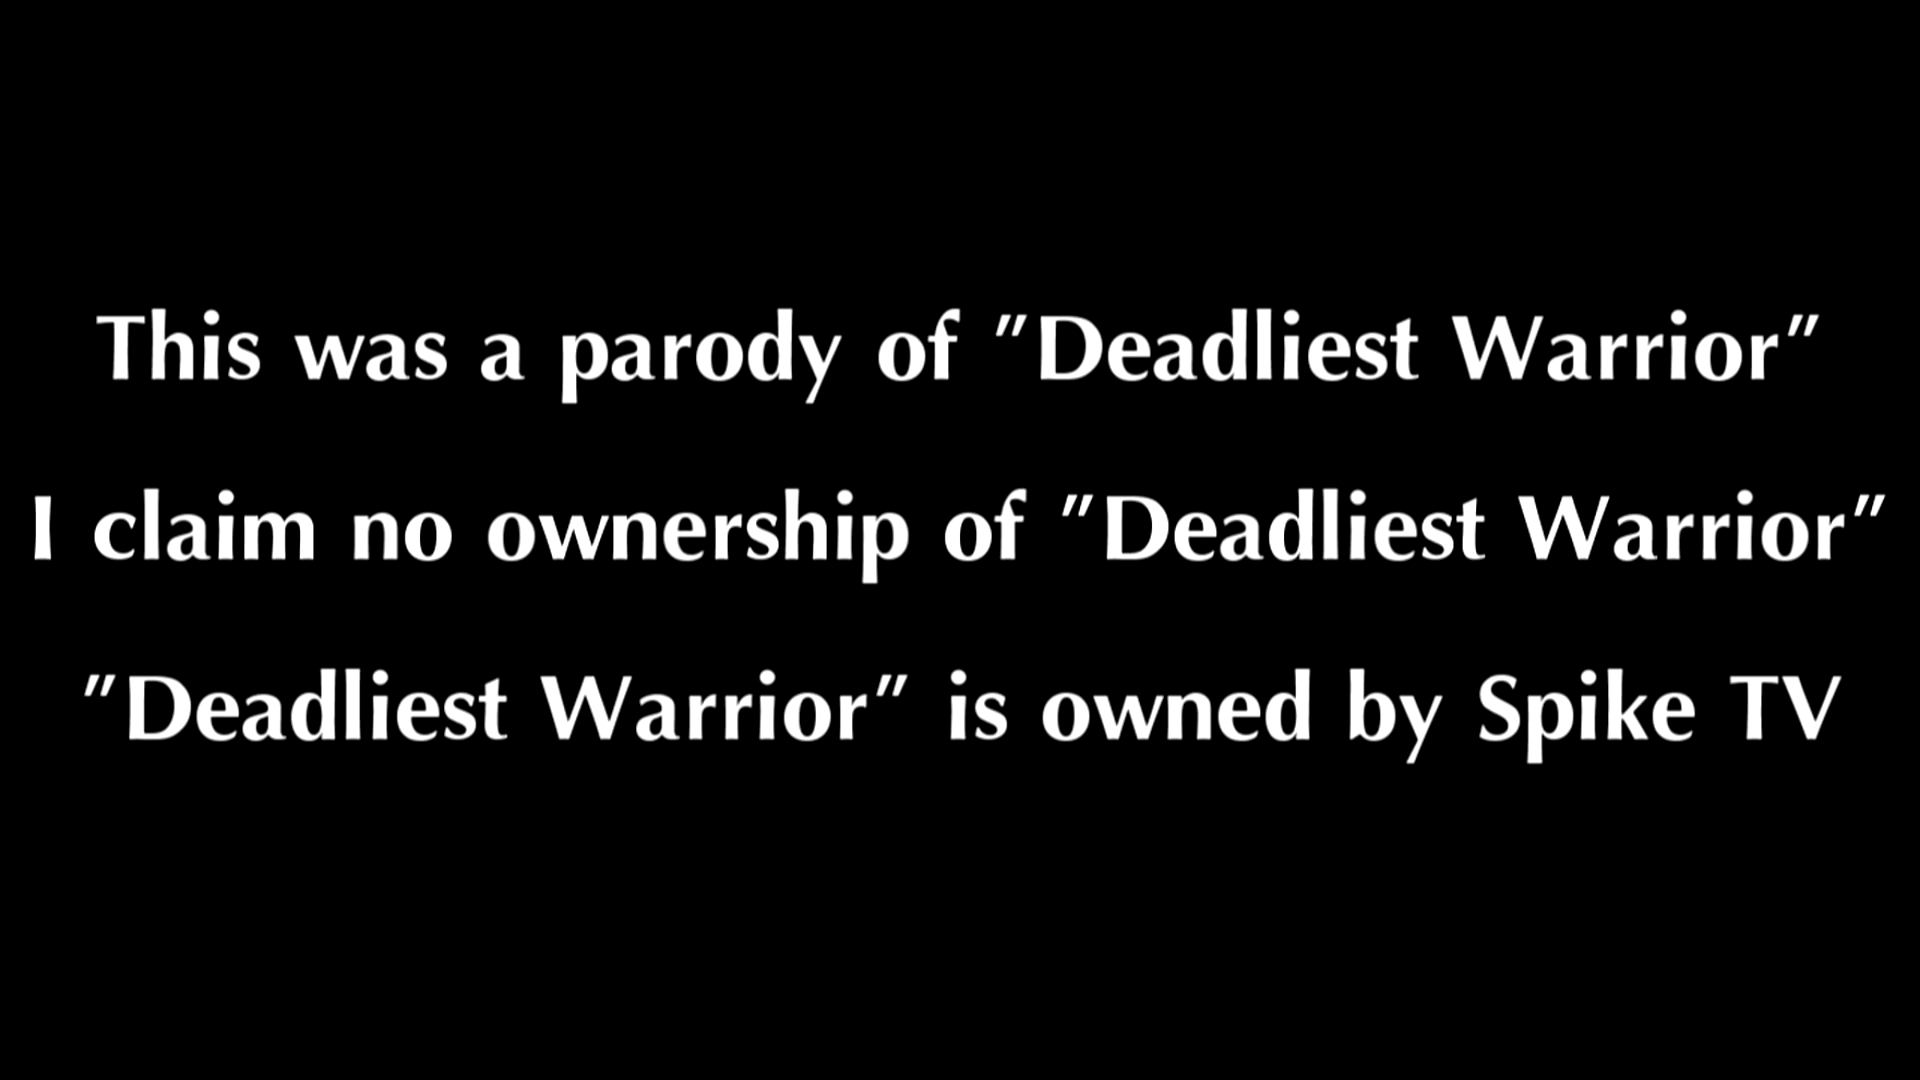 This was a parody of "Deadliest Warrior"
I claim no ownership of "Deadliest Warrior"
"Deadliest Warrior" is owned by Spike TV